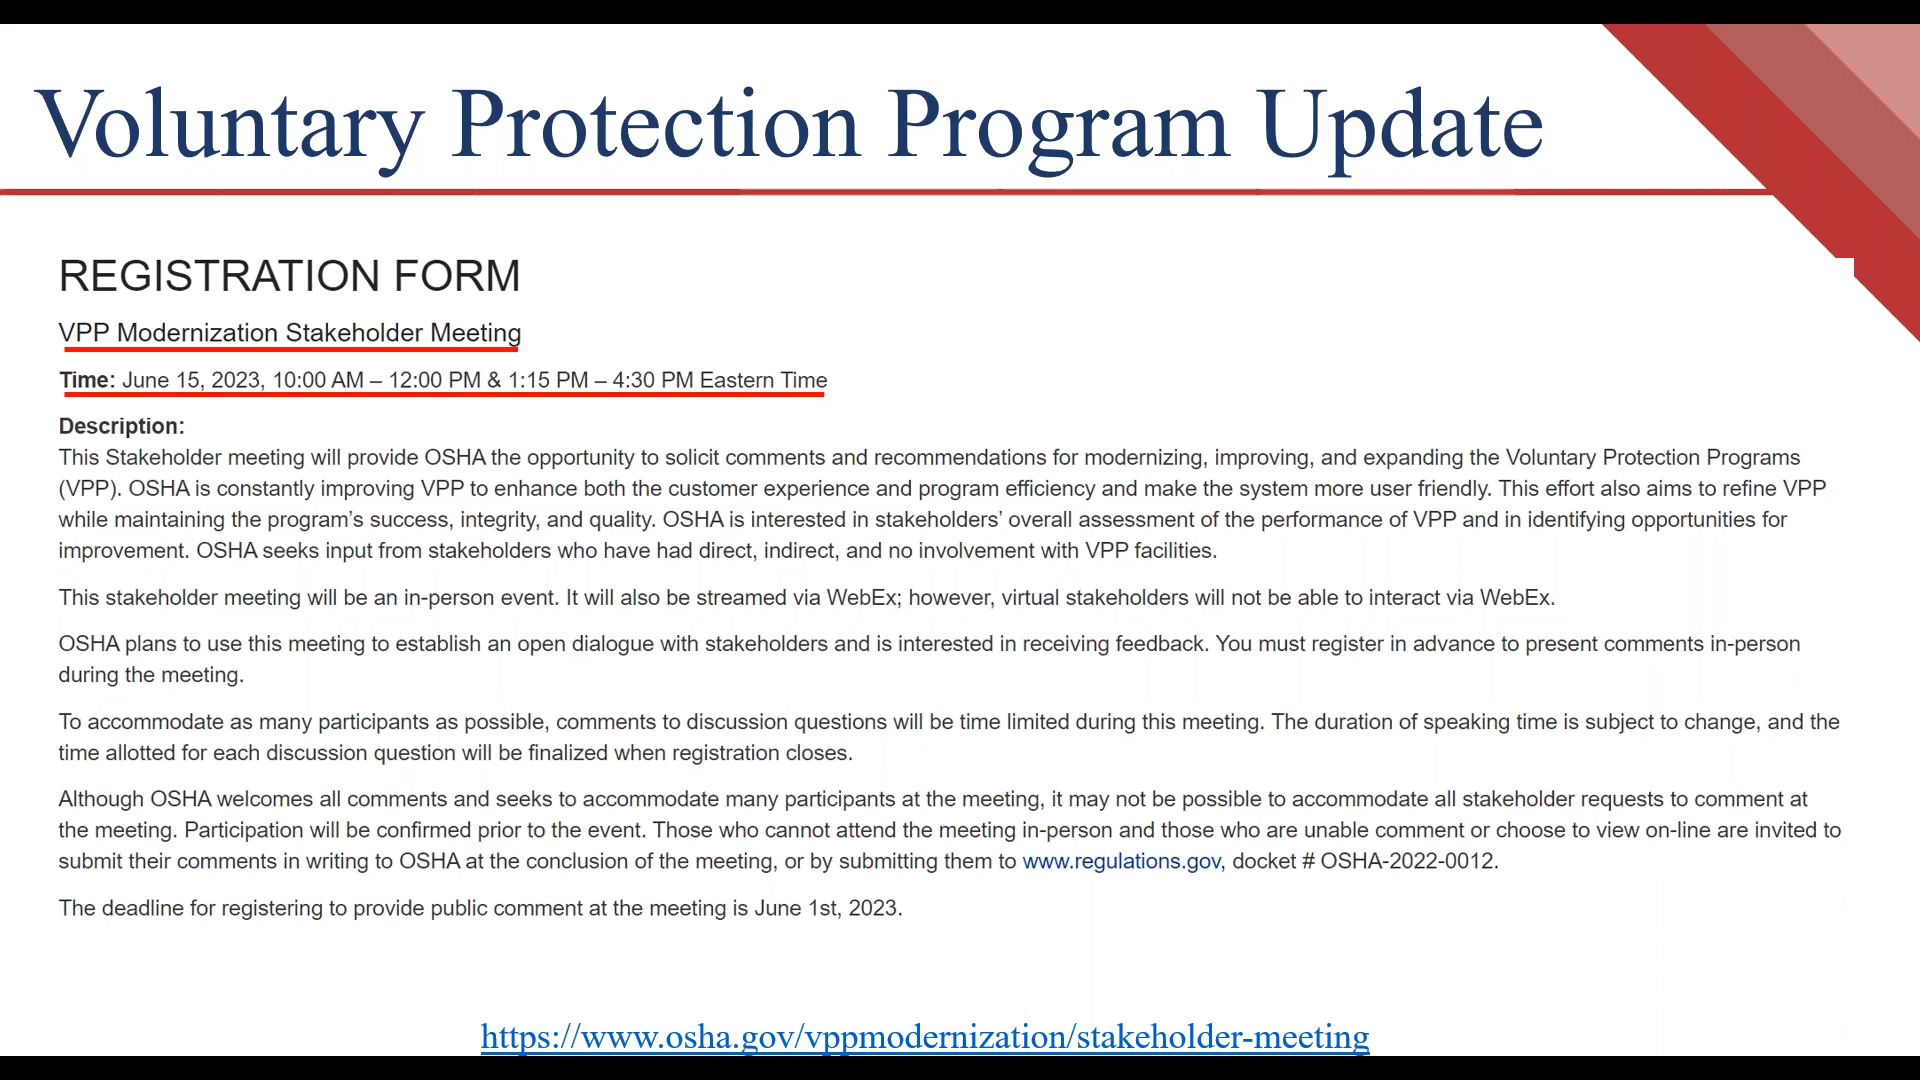 Voluntary Protection Program Update
REGISTRATION FORM
VPP Modernization Stakeholder Meeting
Time: June 15, 2023, 10:00 AM – 12:00 PM & 1:15 PM – 4:30 PM Eastern Time
Description:
This Stakeholder meeting will provide OSHA the opportunity to solicit comments and recommendations for modernizing, improving, and expanding the Voluntary Protection Programs
(VPP). OSHA is constantly improving VPP to enhance both the customer experience and program efficiency and make the system more user friendly. This effort also aims to refine VPP
while maintaining the program’s success, integrity, and quality. OSHA is interested in stakeholders’ overall assessment of the performance of VPP and in identifying opportunities for
improvement. OSHA seeks input from stakeholders who have had direct, indirect, and no involvement with VPP facilities.
This stakeholder meeting will be an in-person event. It will also be streamed via WebEx; however, virtual stakeholders will not be able to interact via WebEx.
OSHA plans to use this meeting to establish an open dialogue with stakeholders and is interested in receiving feedback. You must register in advance to present comments in-person
during the meeting.
To accommodate as many participants as possible, comments to discussion questions will be time limited during this meeting. The duration of speaking time is subject to change, and the
time allotted for each discussion question will be finalized when registration closes.
Although OSHA welcomes all comments and seeks to accommodate many participants at the meeting, it may not be possible to accommodate all stakeholder requests to comment at
the meeting. Participation will be confirmed prior to the event. Those who cannot attend the meeting in-person and those who are unable comment or choose to view on-line are invited to
submit their comments in writing to OSHA at the conclusion of the meeting, or by submitting them to www.regulations.gov, docket # OSHA-2022-0012.
The deadline for registering to provide public comment at the meeting is June 1st, 2023.
https://www.osha.gov/vppmodernization/stakeholder-meeting